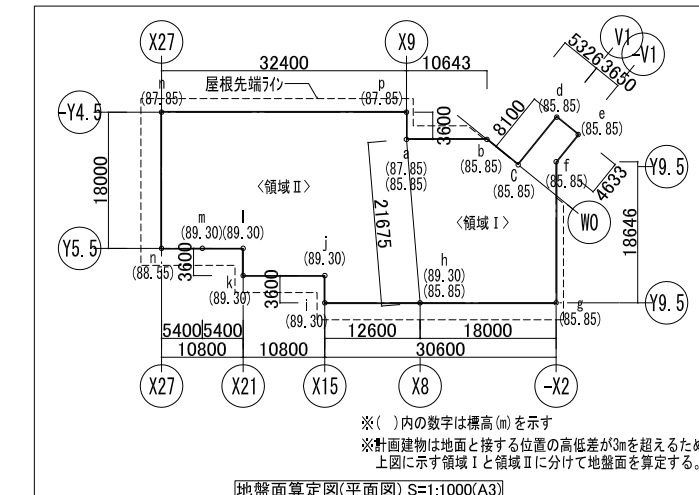 X27
X9
V1
-V1
5326
3650
32400
10643
n
(87.85)
屋根先端ライン
p
(87.85)
-Y4.5
3600
8100
d
(85.85)
e
(85.85)
18000
a
(87.85)
(85.85)
b
(85.85)
c
(85.85)
f
(85.85)
4633
Y9.5
〈領域Ⅱ〉
21675
〈領域Ⅰ〉
W0
18646
Y5.5
n
(88.55)
m
(89.30)
l
(89.30)
3600
k
(89.30)
j
(89.30)
3600
i
(89.30)
h
(89.30)
(85.85)
g
(85.85)
Y9.5
5400
5400
12600
18000
10800
10800
30600
X27
X21
X15
X8
-X2
※( )内の数字は標高(m)を示す
※計画建物は地面と接する位置の高低差が3mを超えるため
上図に示す領域Ⅰと領域Ⅱに分けて地盤面を算定する。
地盤面算定図(平面図) S=1:1000(A3)